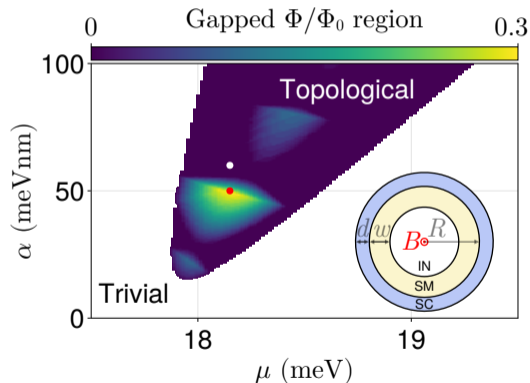 Gapped Φ/Φ₀ region
0 0.3
100
50
0
α (meVnm)
Topological
Trivial
d w B R
IN
SM
SC
18 19
μ (meV)